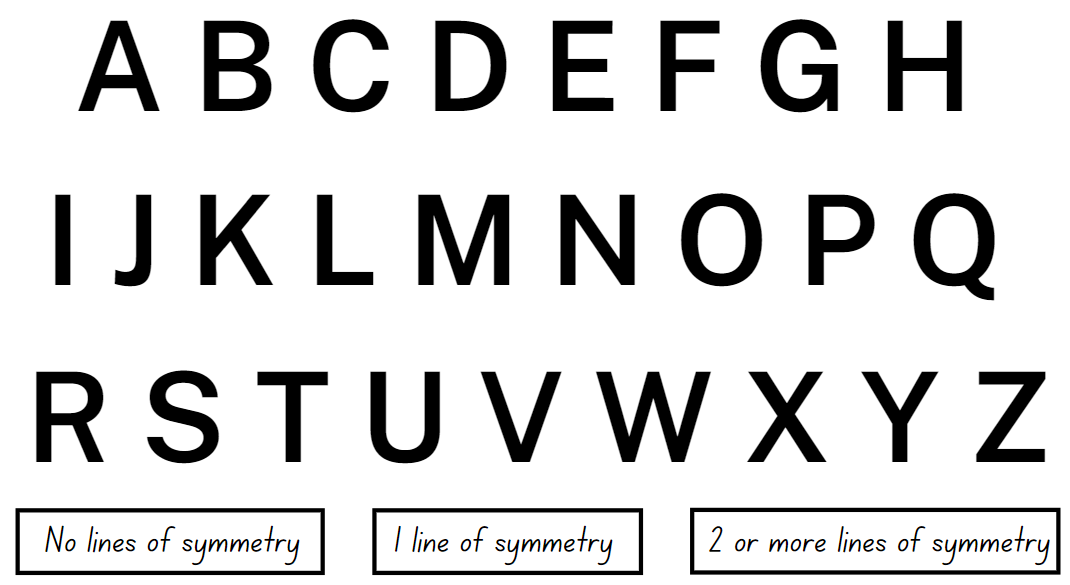 A B C D E F G H
I J K L M N O P Q
R S T U V W X Y Z
No lines of symmetry
1 line of symmetry
2 or more lines of symmetry